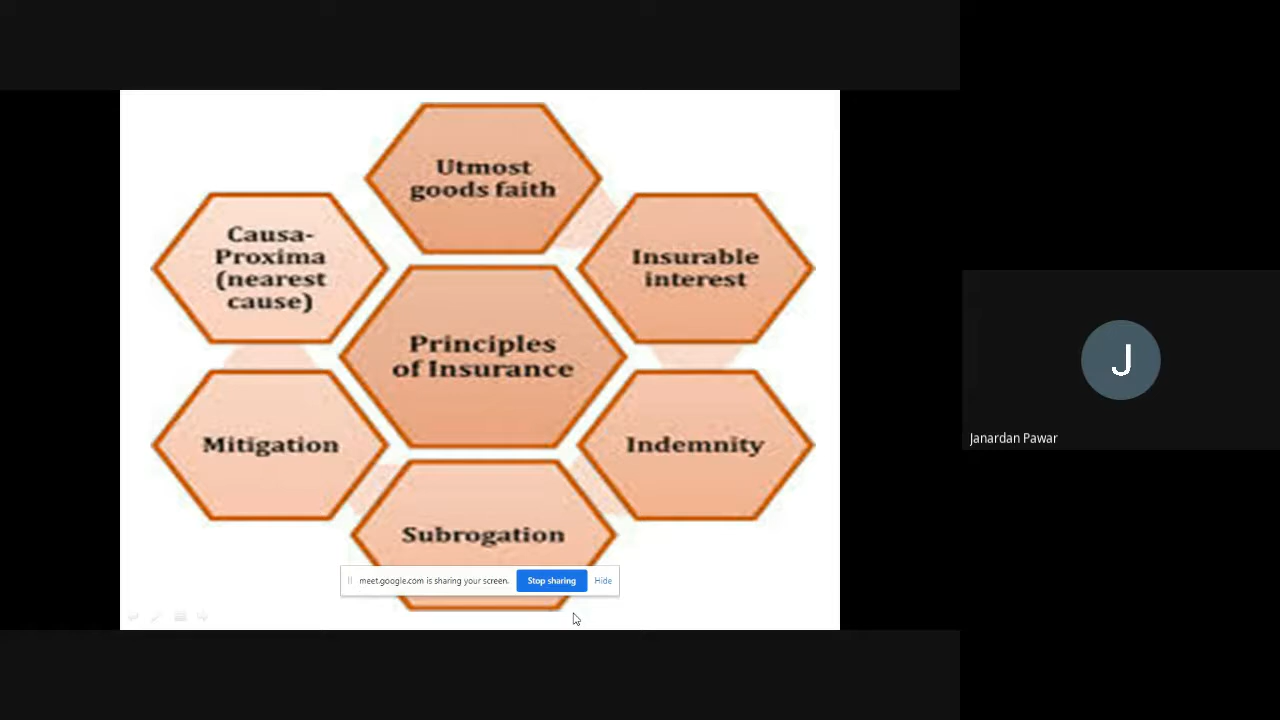 Utmost
goods faith
Causa-
Proxima
(nearest
cause)
Insurable
interest
Principles
of Insurance
Mitigation
Indemnity
Subrogation
meet.google.com is sharing your screen.
Stop sharing
Hide
J
Janardan Pawar